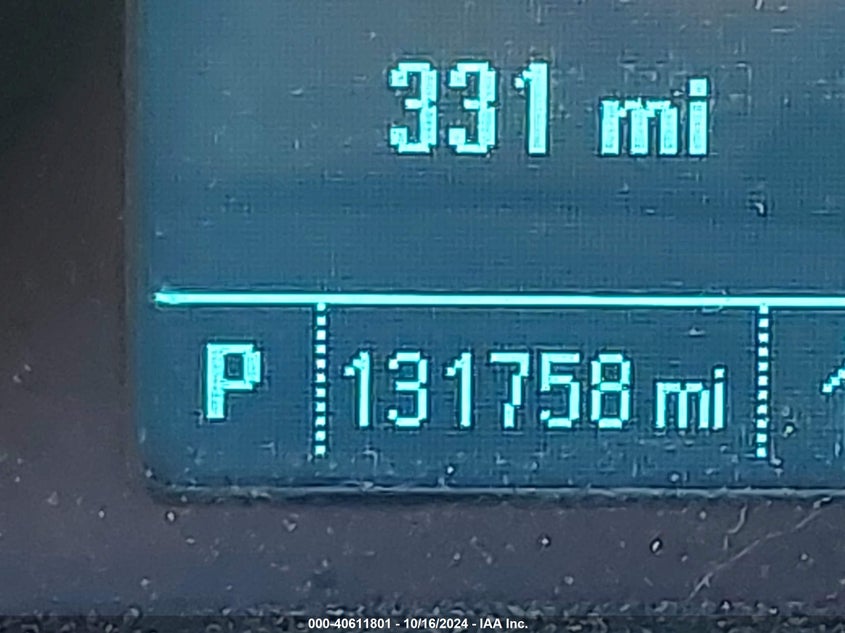 331 mi
P 131758 mi
000-40611801 - 10/16/2024 - IAA Inc.